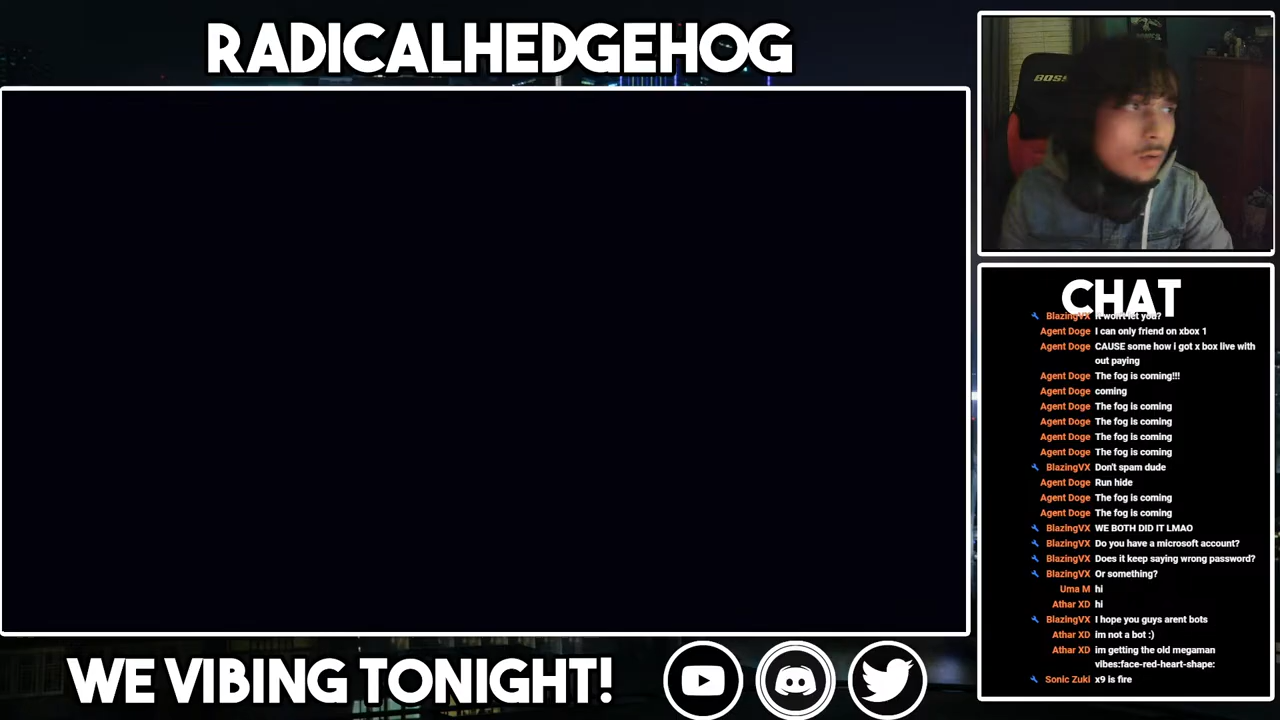 RADICALHEDGEHOG
BOSS
CHAT
BlazingVX It won't let you?
Agent Doge I can only friend on xbox 1
Agent Doge CAUSE some how i got x box live with
out paying
Agent Doge The fog is coming!!!
Agent Doge coming
Agent Doge The fog is coming
Agent Doge The fog is coming
Agent Doge The fog is coming
Agent Doge The fog is coming
BlazingVX Don't spam dude
Agent Doge Run hide
Agent Doge The fog is coming
Agent Doge The fog is coming
BlazingVX WE BOTH DID IT LMAO
BlazingVX Do you have a microsoft account?
BlazingVX Does it keep saying wrong password?
BlazingVX Or something?
Uma M hi
Athar XD hi
BlazingVX I hope you guys arent bots
Athar XD im not a bot :)
Athar XD im getting the old megaman
vibes:face-red-heart-shape:
Sonic Zuki x9 is fire
WE VIBING TONIGHT!